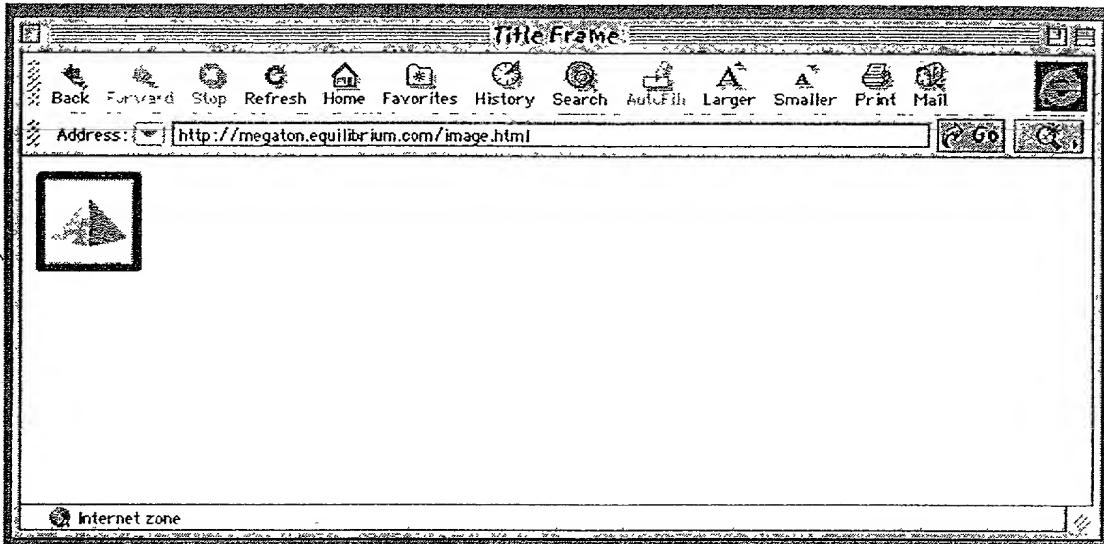 Title Frame
Back Forward Stop Refresh Home Favorites History Search AutoFill Larger Smaller Print Mail
Address: http://megaton.equilibrium.com/image.html Go
Internet zone